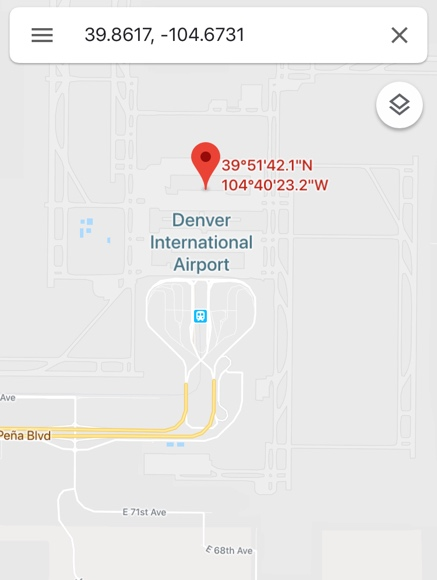 39.8617, -104.6731
39°51'42.1"N
104°40'23.2"W
Denver
International
Airport
Ave
Peña Blvd
E 71st Ave
E 68th Ave